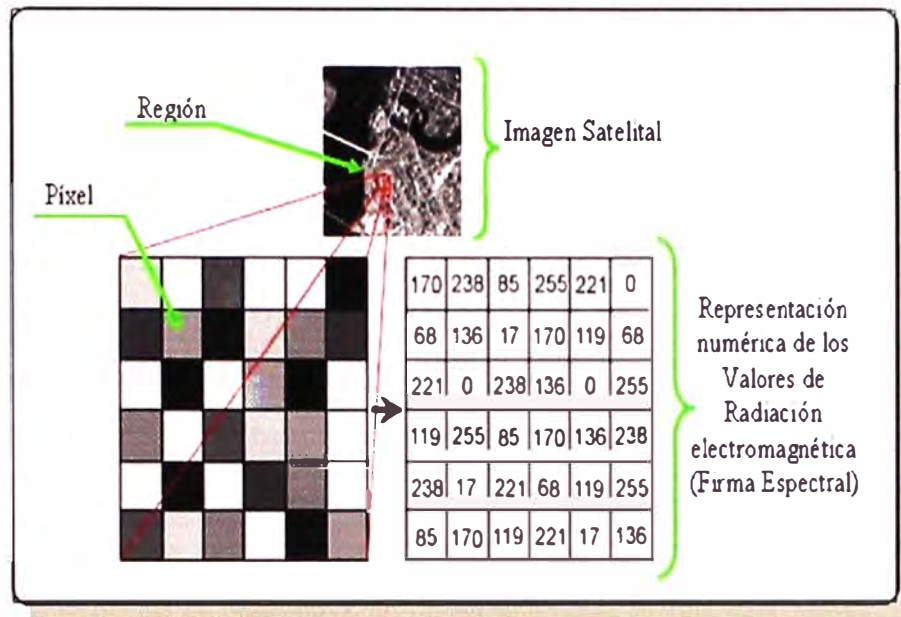 Región
Imagen Satelital
Píxel
170 238 85 255 221 0
68 136 17 170 119 68
221 0 238 136 0 255
119 255 85 170 136 238
238 17 221 68 119 255
85 170 119 221 17 136
Representación
numérica de los
Valores de
Radiación
electromagnética
(Firma Espectral)